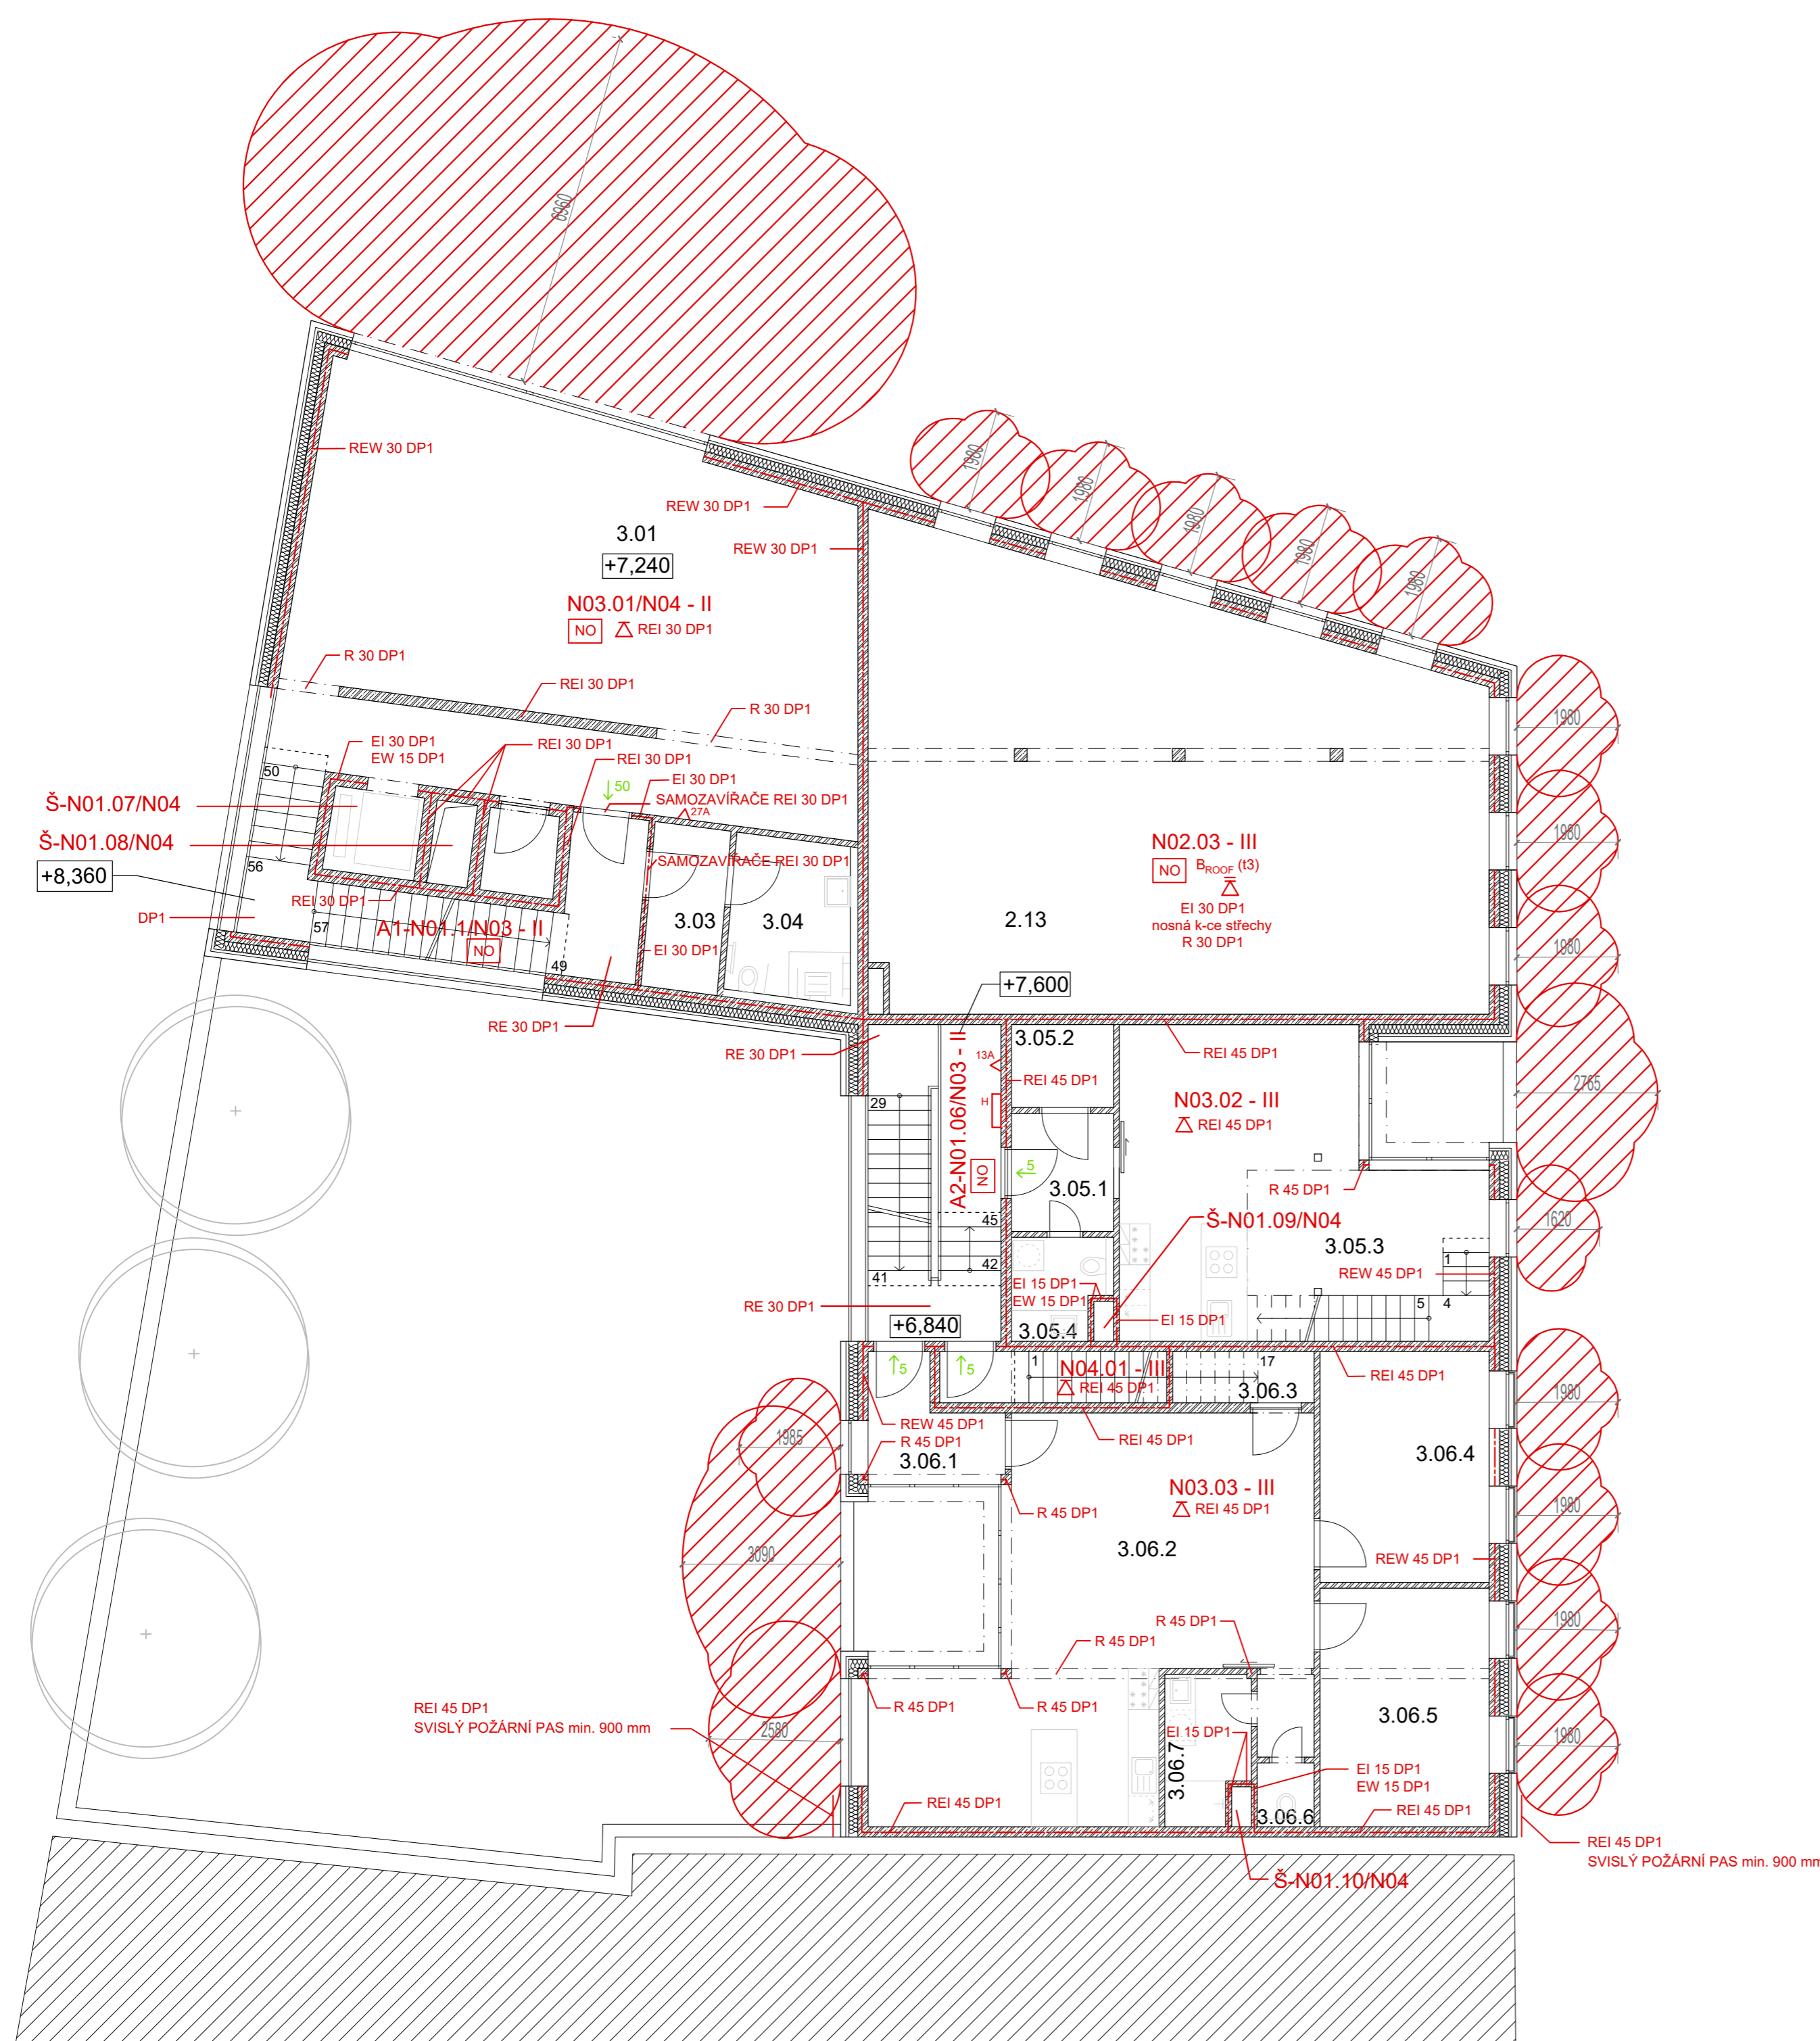 6960
1980
1980
1980
1980
1980
REW 30 DP1
REW 30 DP1
3.01
REW 30 DP1
+7,240
N03.01/N04 - II
NO
REI 30 DP1
R 30 DP1
REI 30 DP1
R 30 DP1
1980
EI 30 DP1
EW 15 DP1
REI 30 DP1
REI 30 DP1
50
EI 30 DP1
50
SAMOZAVÍRAČE REI 30 DP1
27A
Š-N01.07/N04
Š-N01.08/N04
+8,360
56
SAMOZAVÍRAČE REI 30 DP1
N02.03 - III
NO
BROOF (t3)
EI 30 DP1
nosná k-ce střechy
R 30 DP1
1980
REI 30 DP1
DP1
57
A1-N01.1/N03 - II
NO
49
3.03
3.04
EI 30 DP1
2.13
1980
+7,600
RE 30 DP1
RE 30 DP1
A2-N01.06/N03 - II
NO
13A
H
3.05.2
REI 45 DP1
REI 45 DP1
N03.02 - III
REI 45 DP1
2765
29
5
3.05.1
R 45 DP1
Š-N01.09/N04
1620
45
42
41
3.05.3
1
REW 45 DP1
EI 15 DP1
EW 15 DP1
EI 15 DP1
5
4
RE 30 DP1
+6,840
3.05.4
5
5
1
N04.01 - III
REI 45 DP1
17
3.06.3
REI 45 DP1
1980
REW 45 DP1
R 45 DP1
3.06.1
REI 45 DP1
3.06.4
1985
N03.03 - III
REI 45 DP1
R 45 DP1
1980
3090
3.06.2
REW 45 DP1
R 45 DP1
R 45 DP1
1980
R 45 DP1
R 45 DP1
REI 45 DP1
SVISLÝ POŽÁRNÍ PAS min. 900 mm
2580
EI 15 DP1
3.06.7
3.06.5
1980
EI 15 DP1
EW 15 DP1
REI 45 DP1
3.06.6
REI 45 DP1
REI 45 DP1
SVISLÝ POŽÁRNÍ PAS min. 900 mm
Š-N01.10/N04